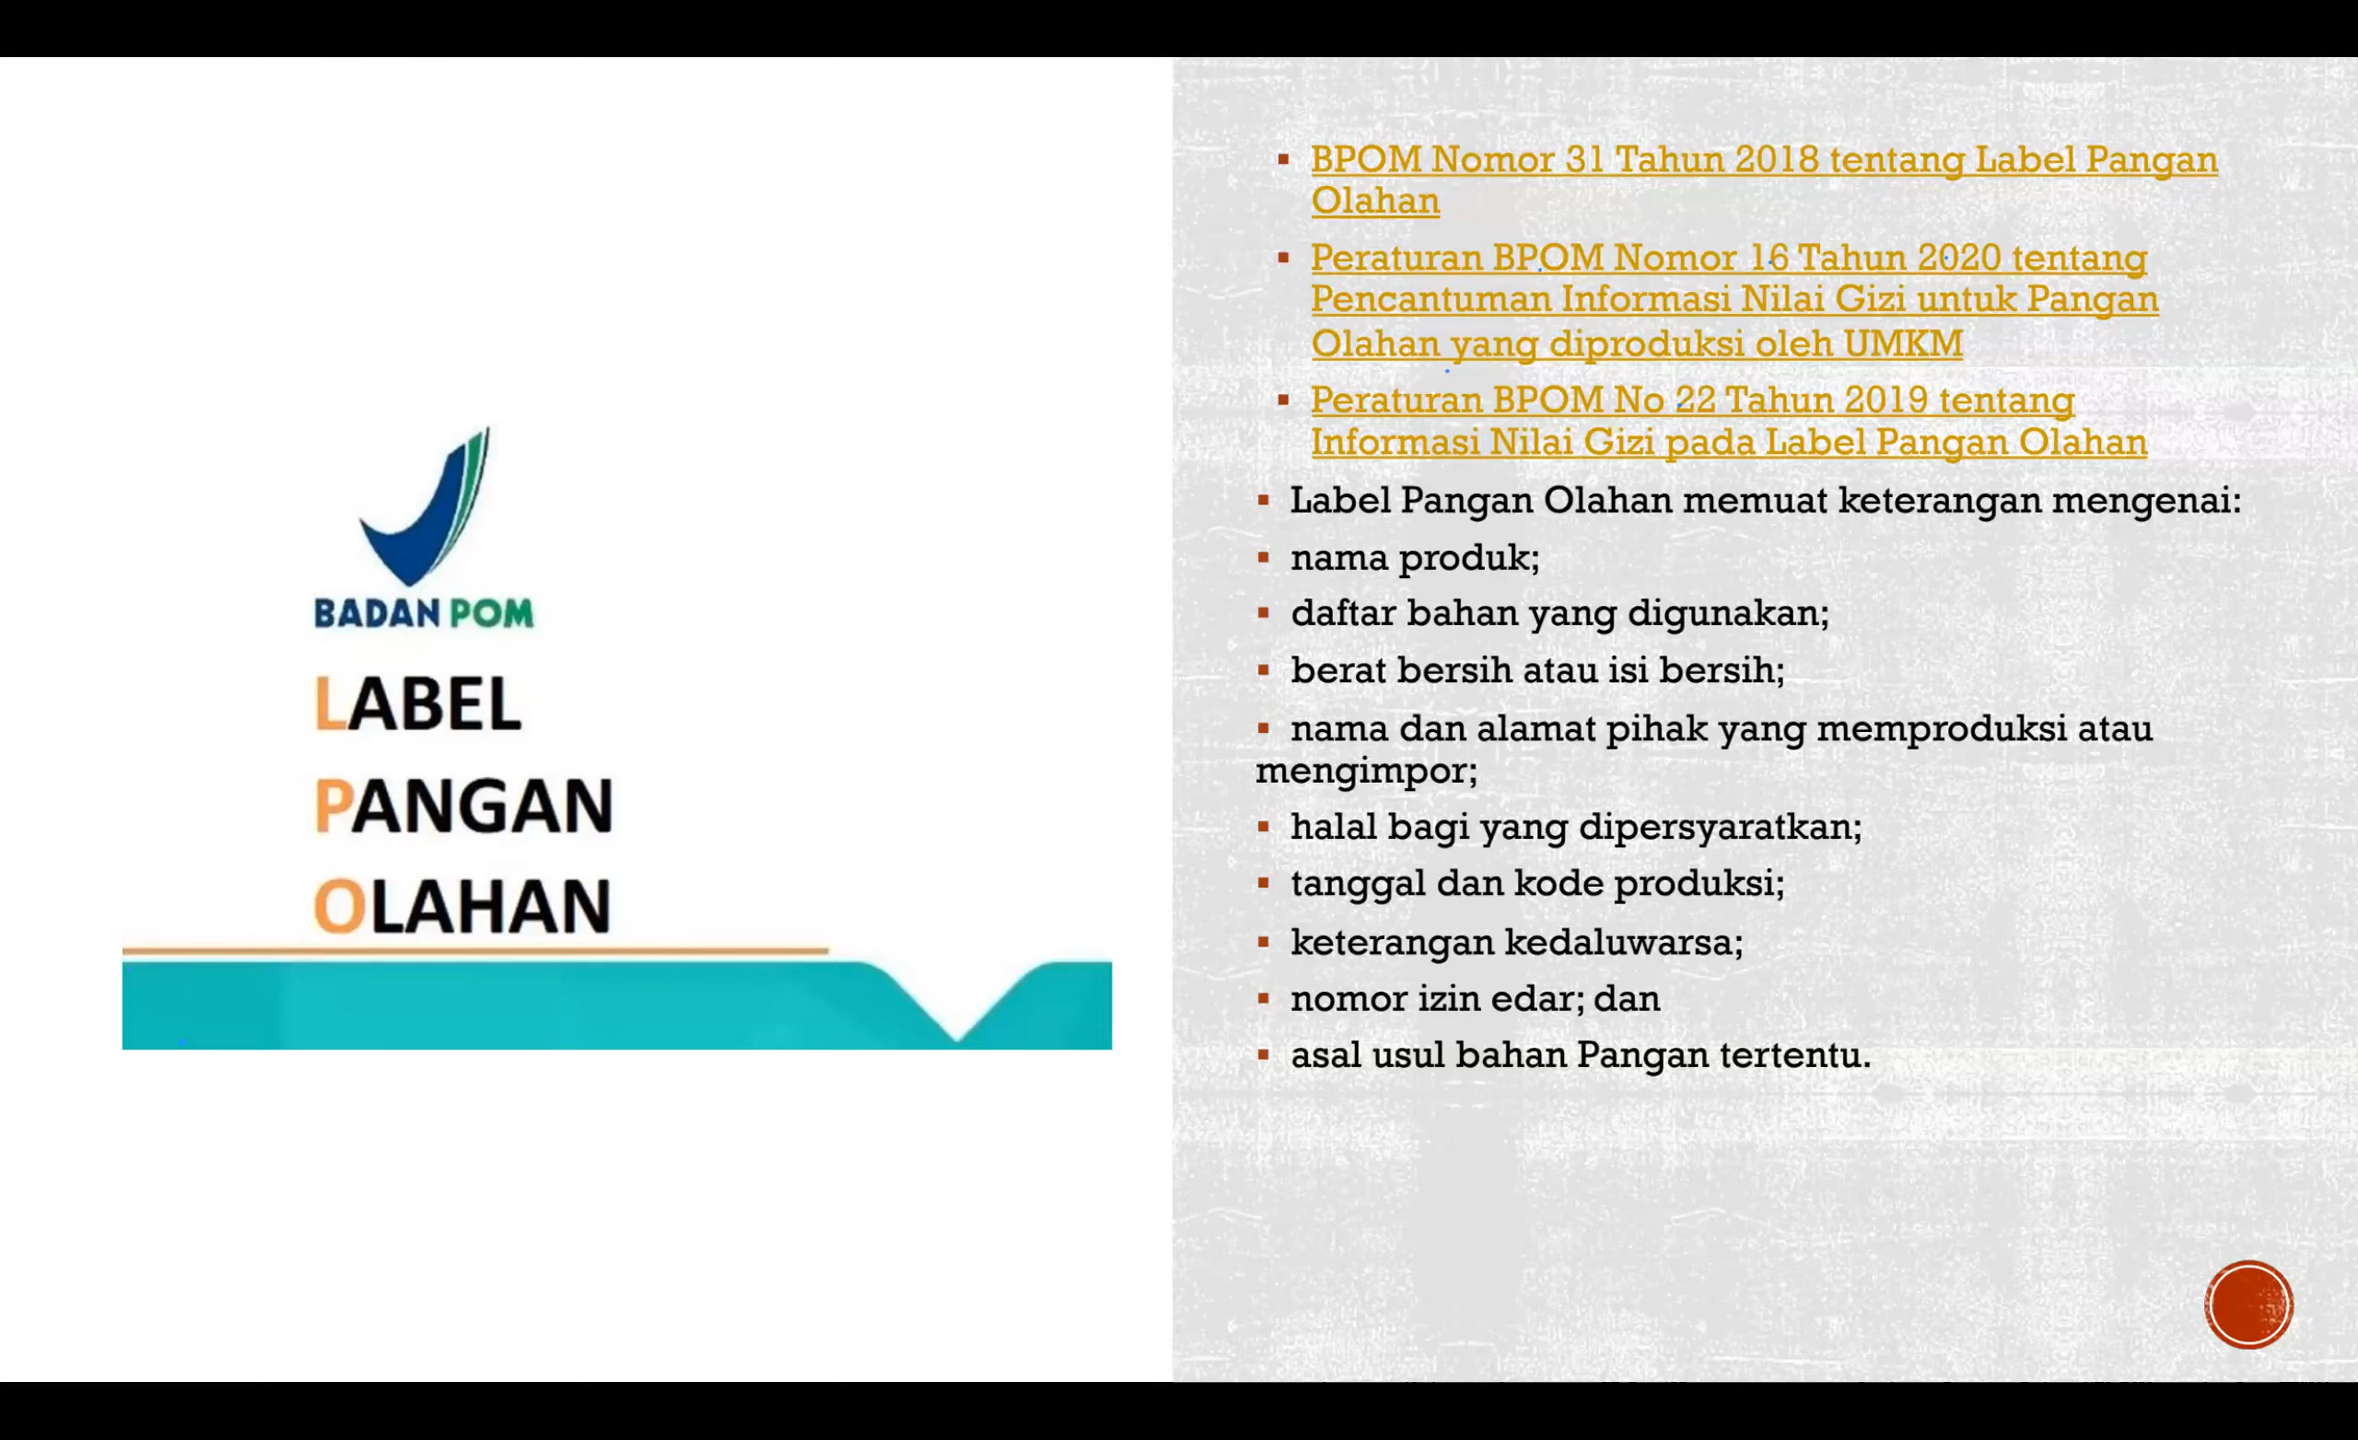 BADAN POM
LABEL
PANGAN
OLAHAN
▪ BPOM Nomor 31 Tahun 2018 tentang Label Pangan
Olahan
▪ Peraturan BPOM Nomor 16 Tahun 2020 tentang
Pencantuman Informasi Nilai Gizi untuk Pangan
Olahan yang diproduksi oleh UMKM
▪ Peraturan BPOM No 22 Tahun 2019 tentang
Informasi Nilai Gizi pada Label Pangan Olahan
▪ Label Pangan Olahan memuat keterangan mengenai:
▪ nama produk;
▪ daftar bahan yang digunakan;
▪ berat bersih atau isi bersih;
▪ nama dan alamat pihak yang memproduksi atau
mengimpor;
▪ halal bagi yang dipersyaratkan;
▪ tanggal dan kode produksi;
▪ keterangan kedaluwarsa;
▪ nomor izin edar; dan
▪ asal usul bahan Pangan tertentu.